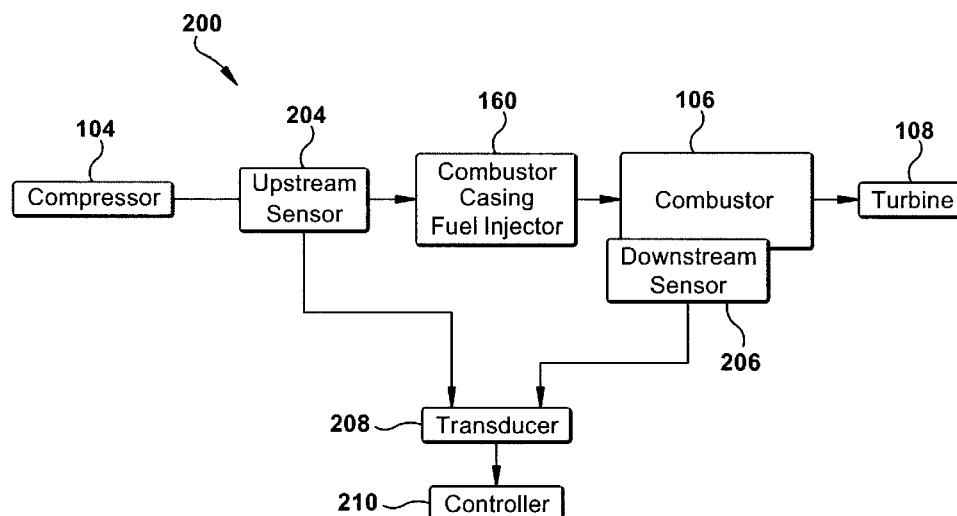 200
204
160
106
104
108
Compressor
Upstream
Sensor
Combustor
Casing
Fuel Injector
Combustor
Turbine
Downstream
Sensor
206
208
Transducer
210
Controller